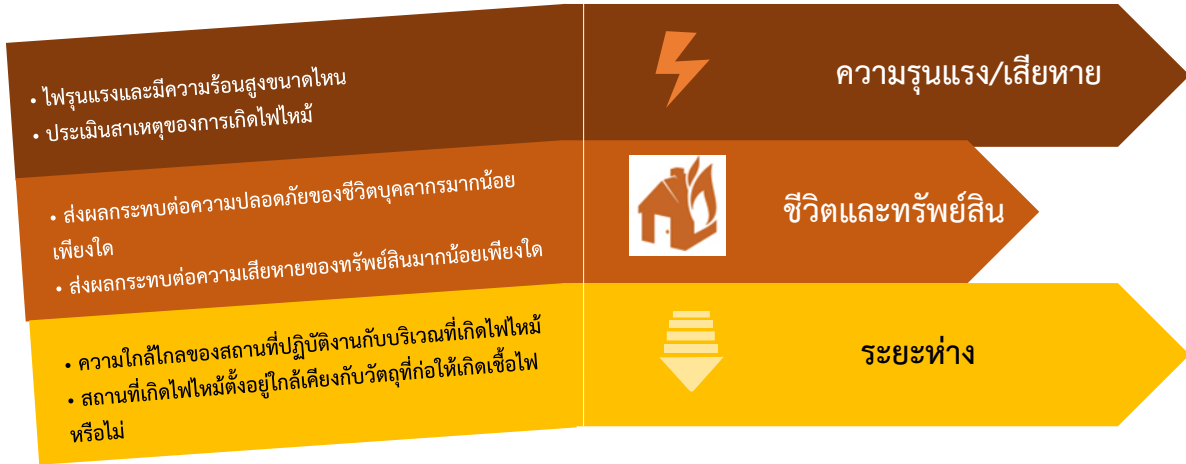 • ไฟรุนแรงและมีความร้อนสูงขนาดไหน
• ประเมินสาเหตุของการเกิดไฟไหม้
ความรุนแรง/เสียหาย
• ส่งผลกระทบต่อความปลอดภัยของชีวิตบุคลากรมากน้อย
เพียงใด
• ส่งผลกระทบต่อความเสียหายของทรัพย์สินมากน้อยเพียงใด
ชีวิตและทรัพย์สิน
• ความใกล้ไกลของสถานที่ปฏิบัติงานกับบริเวณที่เกิดไฟไหม้
• สถานที่เกิดไฟไหม้ตั้งอยู่ใกล้เคียงกับวัตถุที่ก่อให้เกิดเชื้อไฟ
หรือไม่
ระยะห่าง